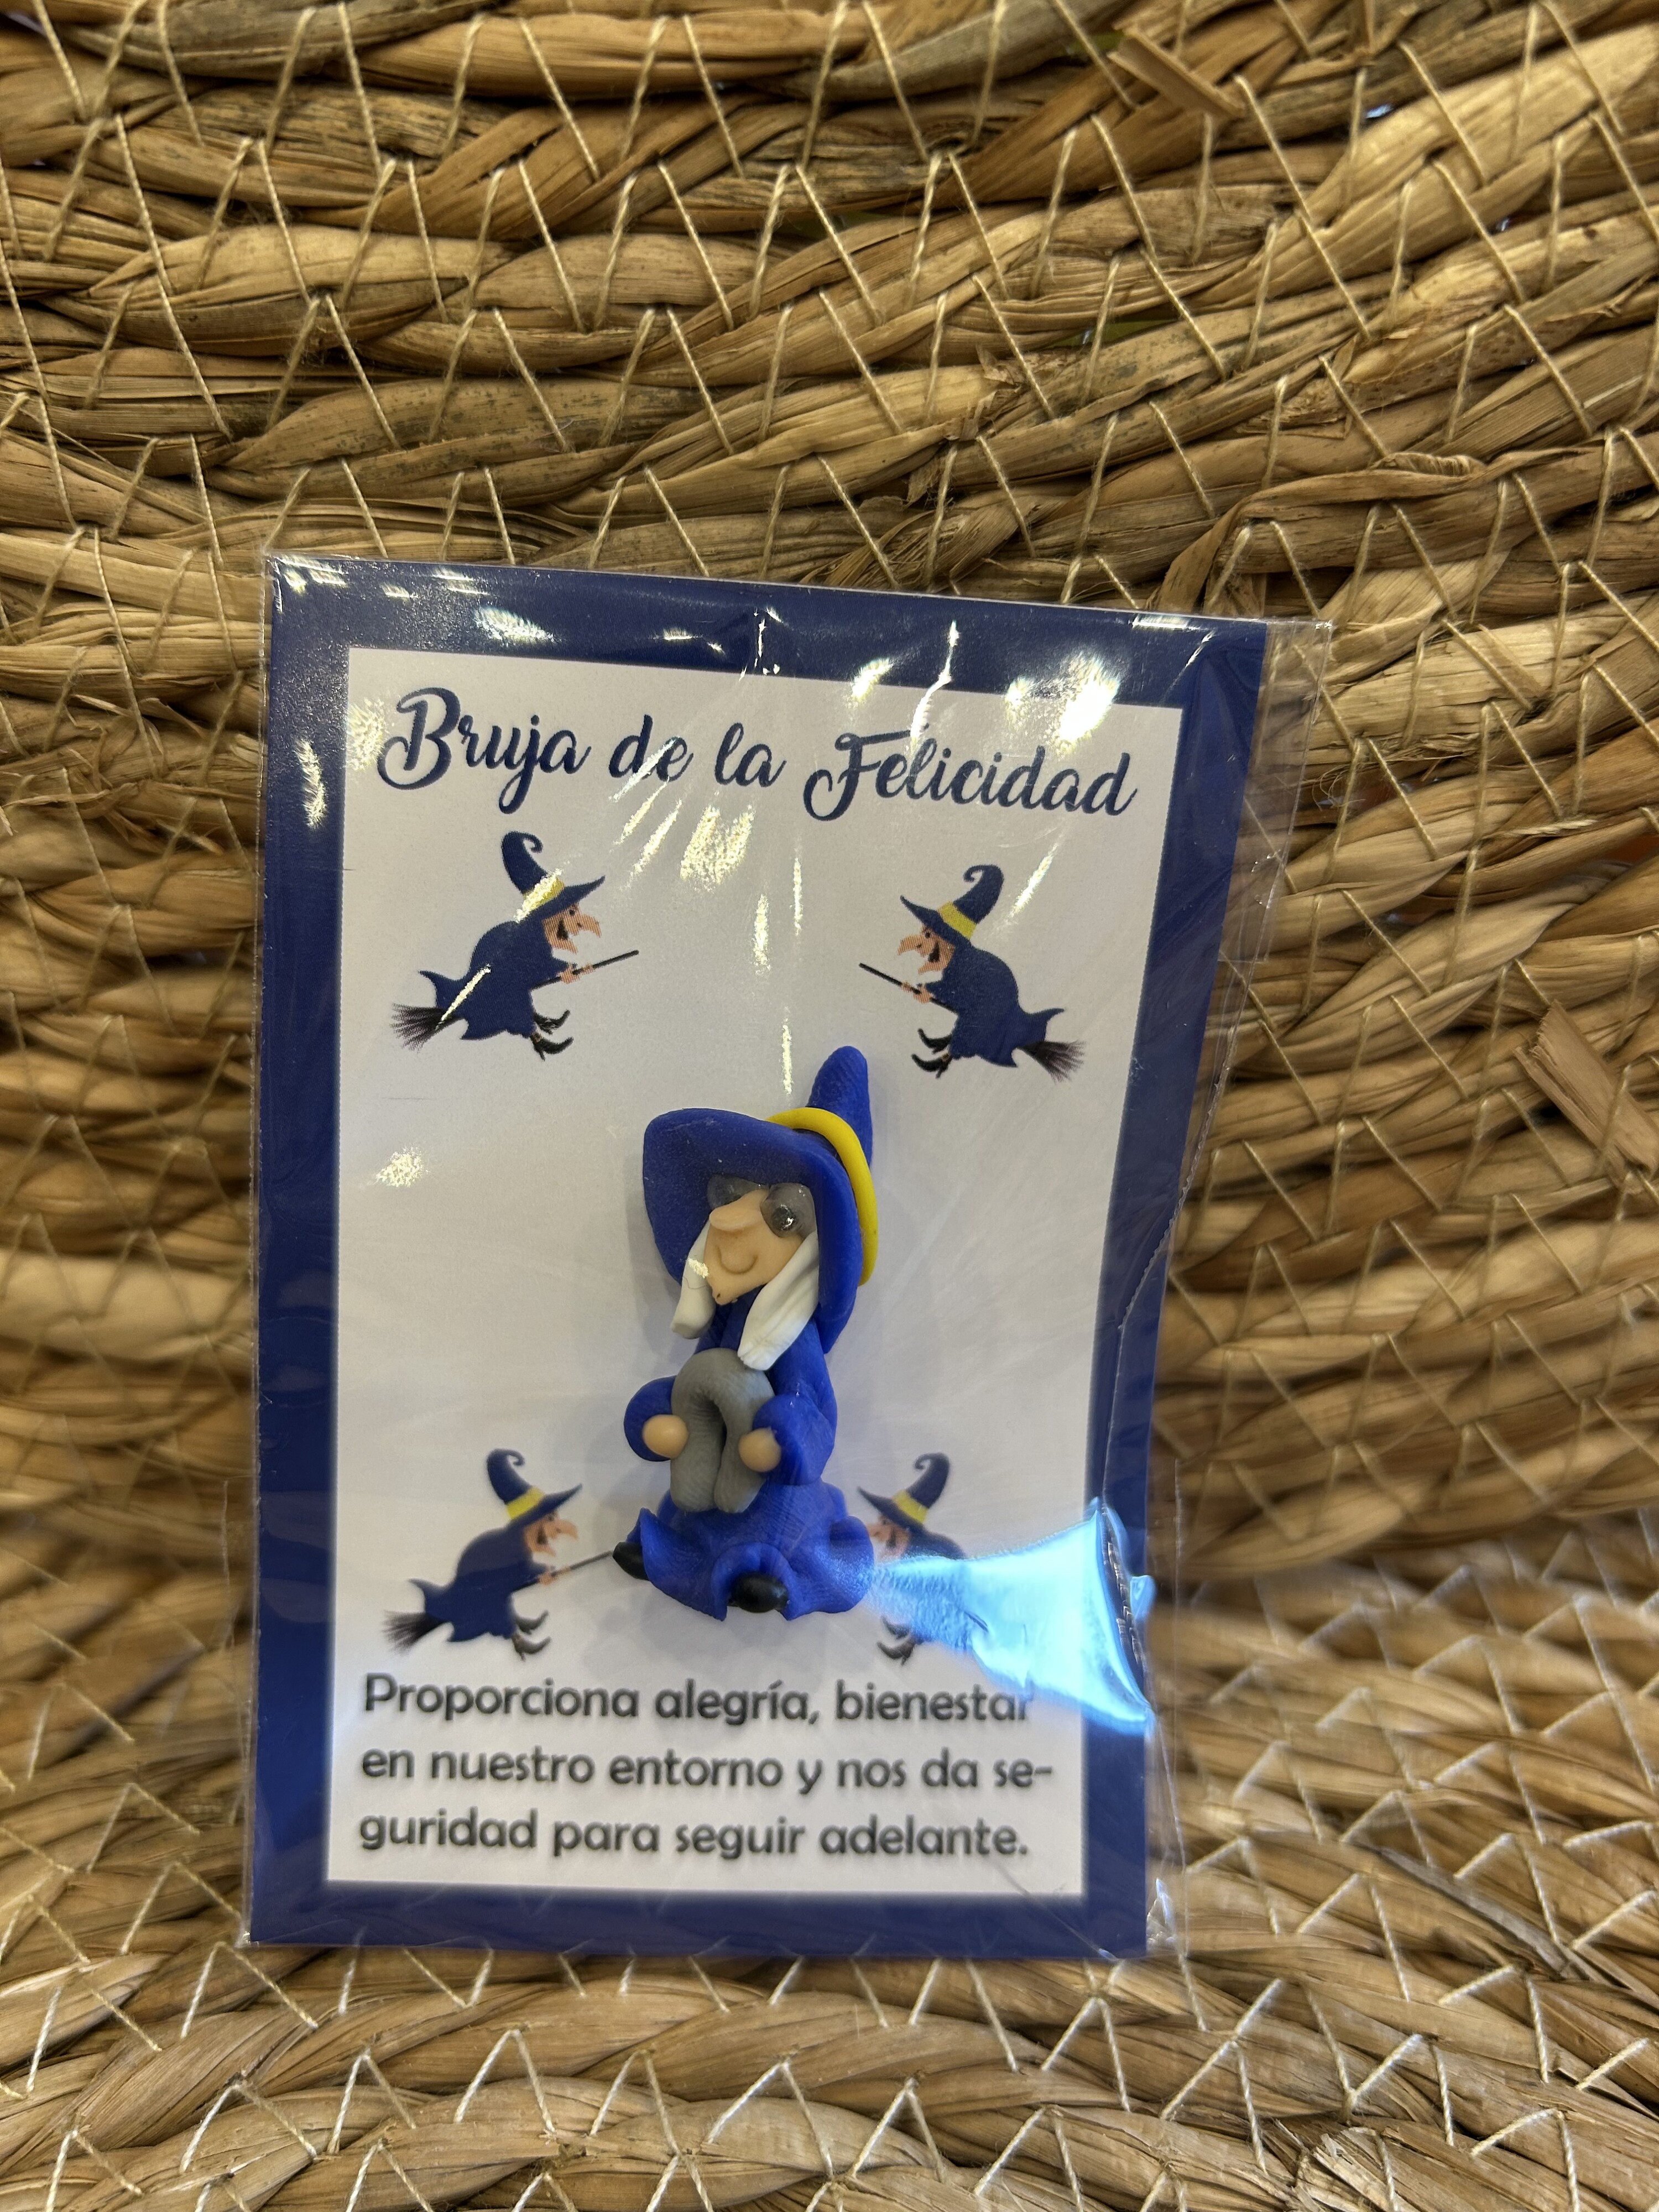 Bruja de la Felicidad
Proporciona alegría, bienestar
en nuestro entorno y nos da se-
guridad para seguir adelante.